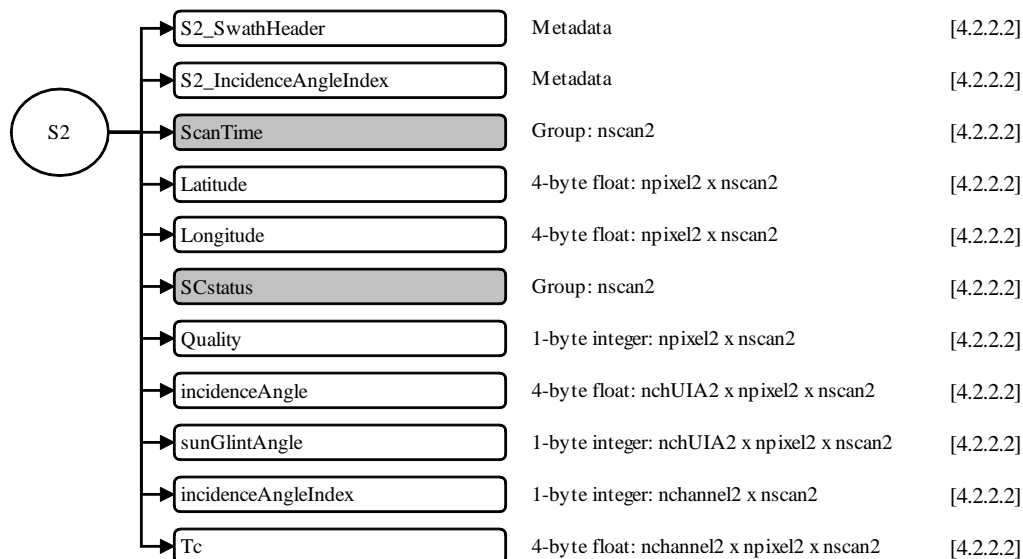 S2_SwathHeader Metadata [4.2.2.2]
S2_IncidenceAngleIndex Metadata [4.2.2.2]
S2 ScanTime Group: nscan2 [4.2.2.2]
Latitude 4-byte float: npixel2 x nscan2 [4.2.2.2]
Longitude 4-byte float: npixel2 x nscan2 [4.2.2.2]
SCstatus Group: nscan2 [4.2.2.2]
Quality 1-byte integer: npixel2 x nscan2 [4.2.2.2]
incidenceAngle 4-byte float: nchUIA2 x npixel2 x nscan2 [4.2.2.2]
sunGlintAngle 1-byte integer: nchUIA2 x npixel2 x nscan2 [4.2.2.2]
incidenceAngleIndex 1-byte integer: nchannel2 x nscan2 [4.2.2.2]
Tc 4-byte float: nchannel2 x npixel2 x nscan2 [4.2.2.2]